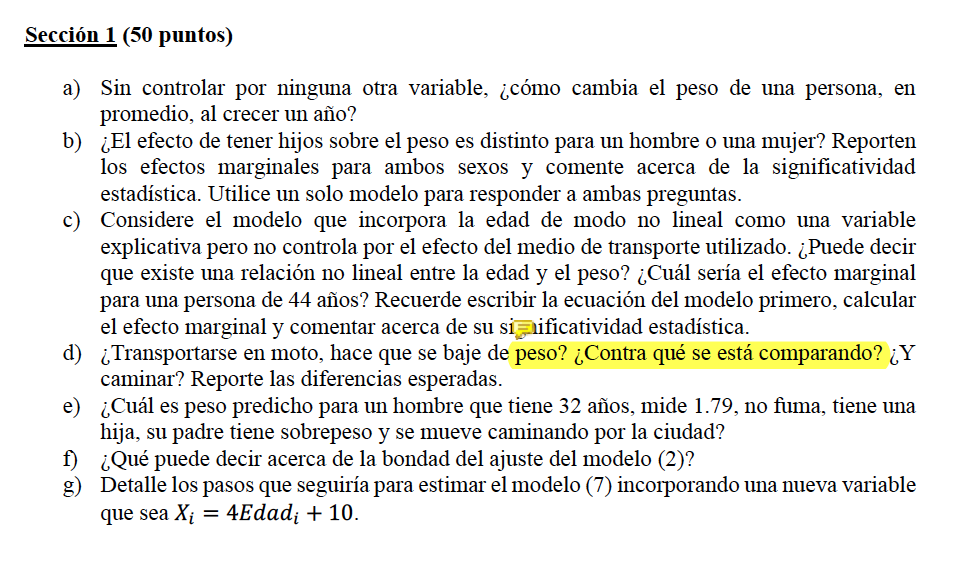 Sección 1 (50 puntos)
a) Sin controlar por ninguna otra variable, ¿cómo cambia el peso de una persona, en
promedio, al crecer un año?
b) ¿El efecto de tener hijos sobre el peso es distinto para un hombre o una mujer? Reporten
los efectos marginales para ambos sexos y comente acerca de la significatividad
estadística. Utilice un solo modelo para responder a ambas preguntas.
c) Considere el modelo que incorpora la edad de modo no lineal como una variable
explicativa pero no controla por el efecto del medio de transporte utilizado. ¿Puede decir
que existe una relación no lineal entre la edad y el peso? ¿Cuál sería el efecto marginal
para una persona de 44 años? Recuerde escribir la ecuación del modelo primero, calcular
el efecto marginal y comentar acerca de su significatividad estadística.
d) ¿Transportarse en moto, hace que se baje de peso? ¿Contra qué se está comparando? ¿Y
caminar? Reporte las diferencias esperadas.
e) ¿Cuál es peso predicho para un hombre que tiene 32 años, mide 1.79, no fuma, tiene una
hija, su padre tiene sobrepeso y se mueve caminando por la ciudad?
f) ¿Qué puede decir acerca de la bondad del ajuste del modelo (2)?
g) Detalle los pasos que seguiría para estimar el modelo (7) incorporando una nueva variable
que sea Xᵢ = 4Edadᵢ + 10.